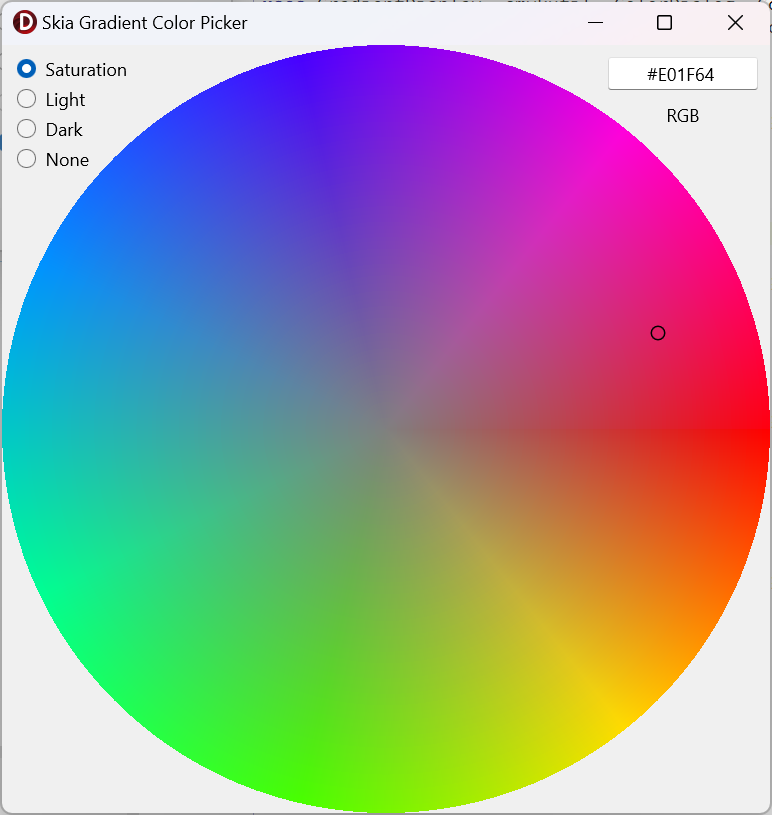 Skia Gradient Color Picker
Saturation
Light
Dark
None
#E01F64
RGB